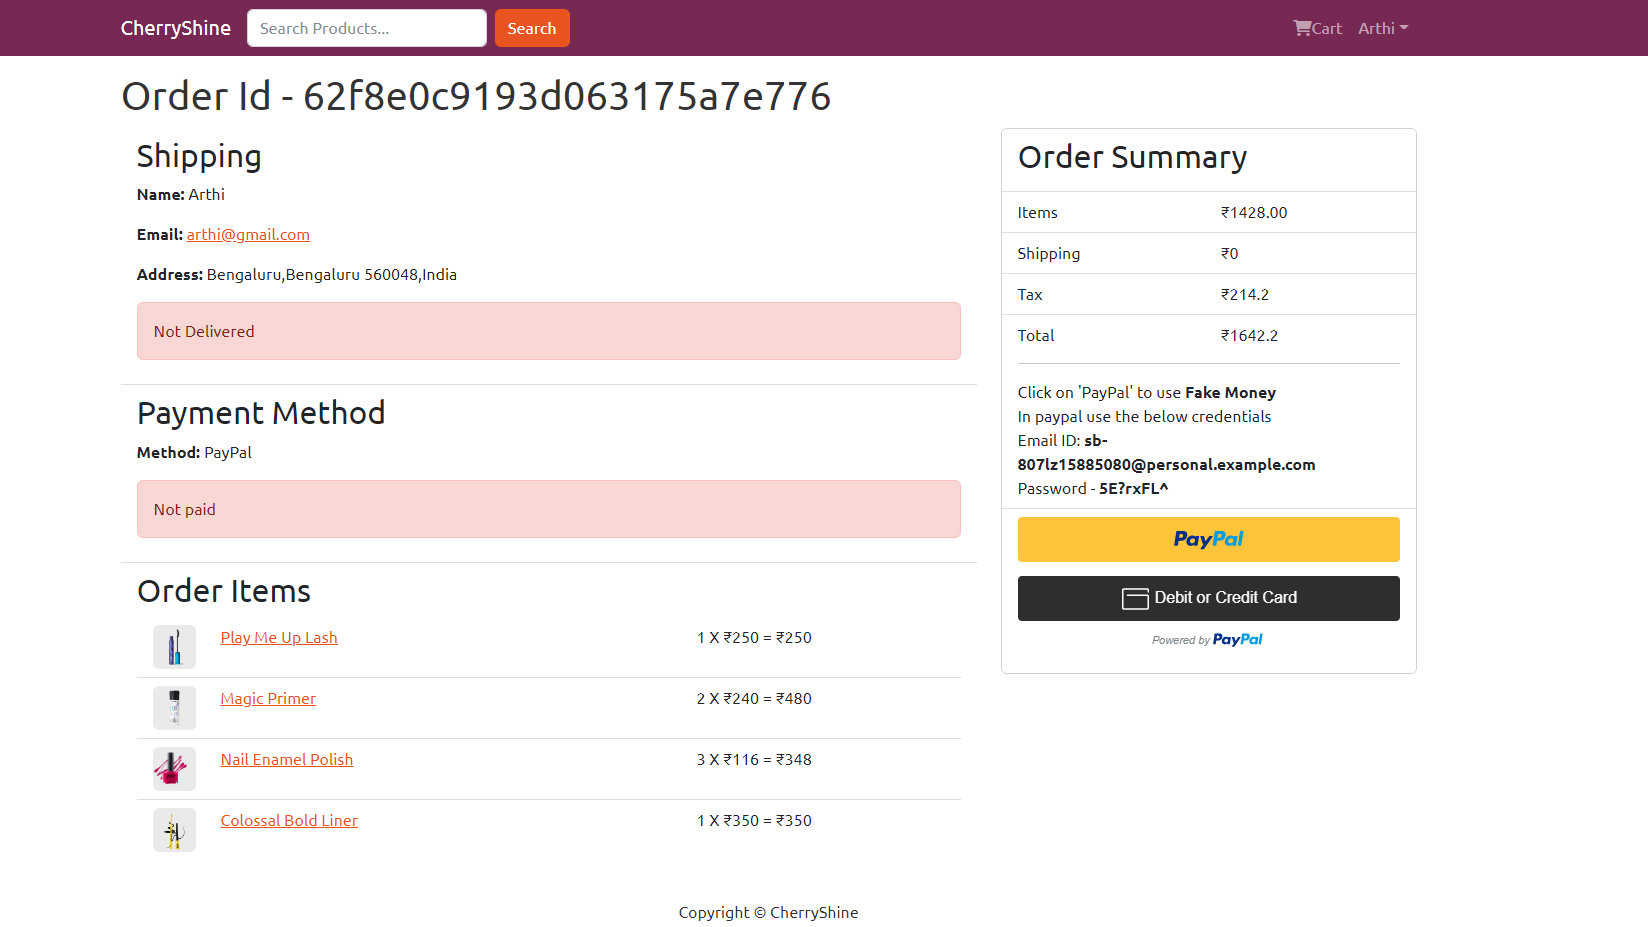 CherryShine
Search Products...
Search
Cart
Arthi
Order Id - 62f8e0c9193d063175a7e776
Shipping
Name: Arthi
Email: arthi@gmail.com
Address: Bengaluru,Bengaluru 560048,India
Not Delivered
Payment Method
Method: PayPal
Not paid
Order Items
Play Me Up Lash 1 X ₹250 = ₹250
Magic Primer 2 X ₹240 = ₹480
Nail Enamel Polish 3 X ₹116 = ₹348
Colossal Bold Liner 1 X ₹350 = ₹350
Order Summary
Items ₹1428.00
Shipping ₹0
Tax ₹214.2
Total ₹1642.2
Click on 'PayPal' to use Fake Money
In paypal use the below credentials
Email ID: sb-
807lz15885080@personal.example.com
Password - 5E?rxFL^
PayPal
Debit or Credit Card
Powered by PayPal
Copyright © CherryShine